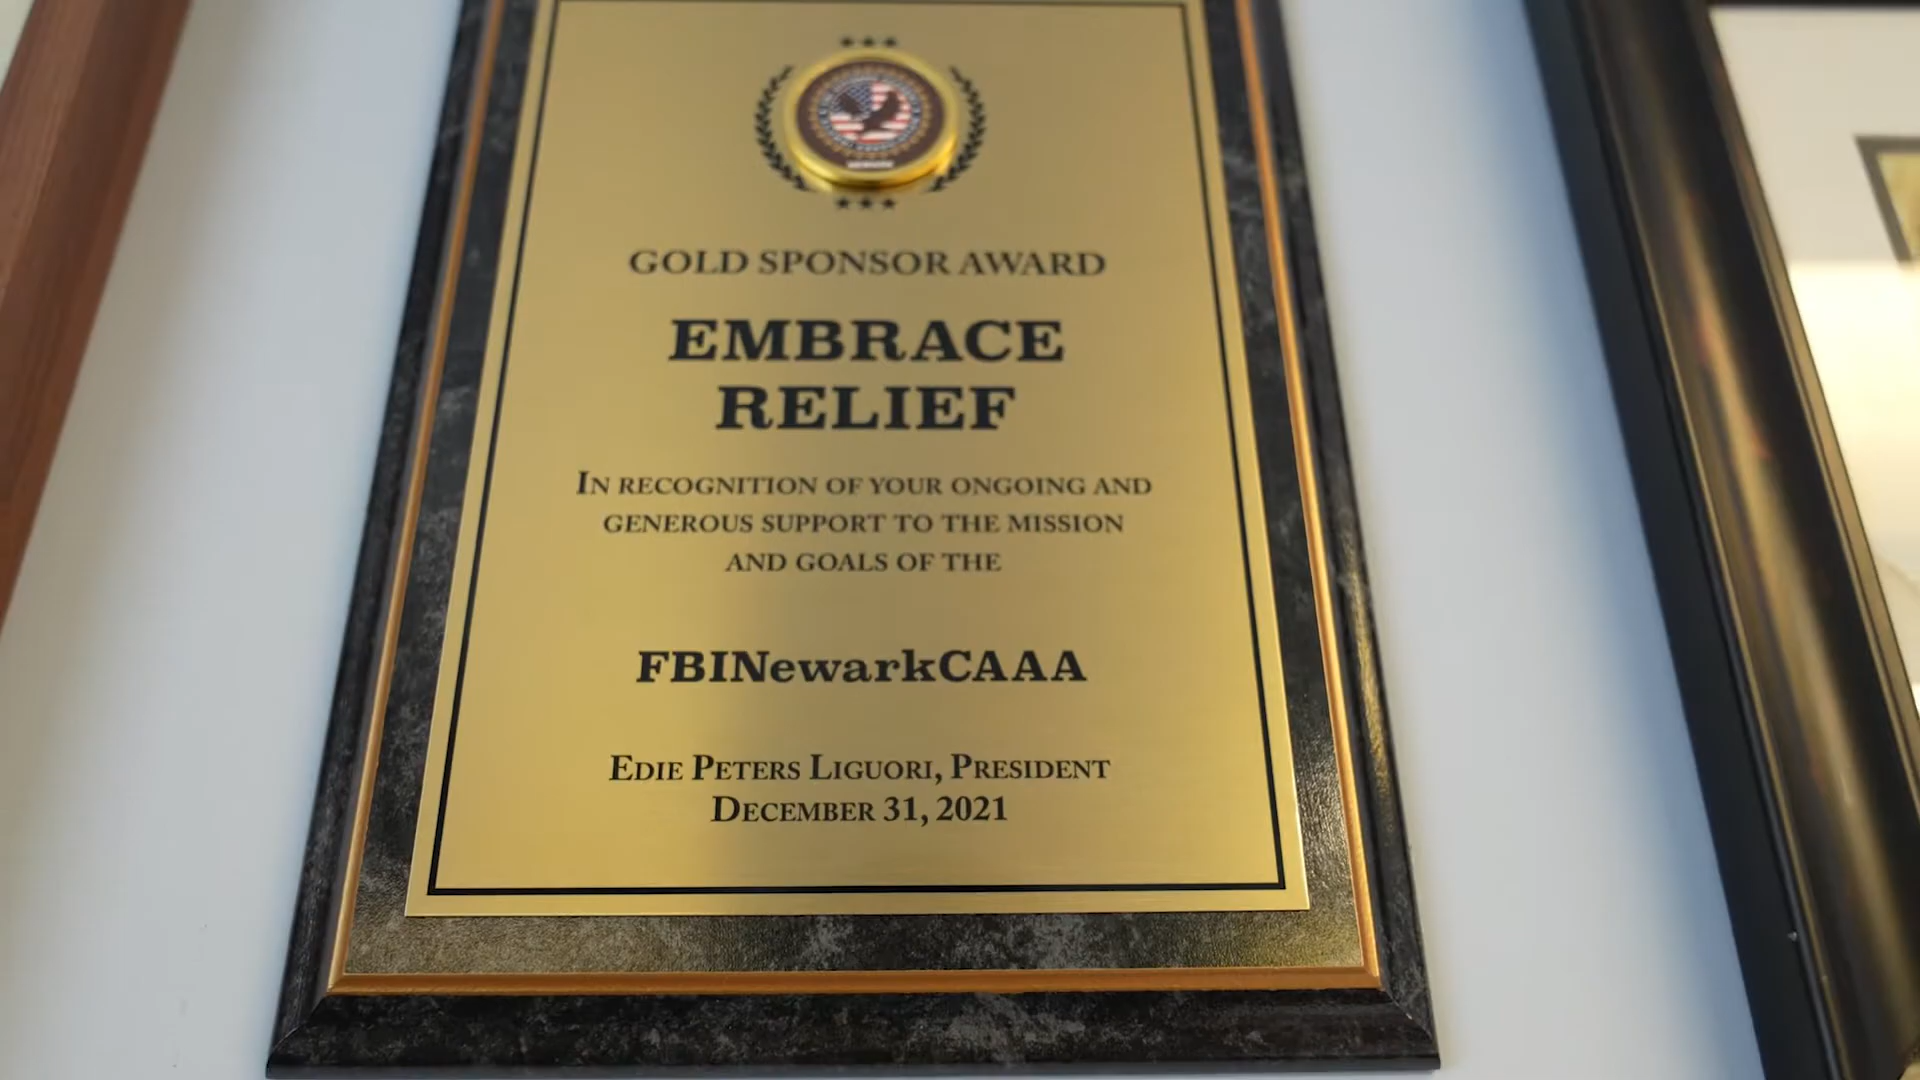 GOLD SPONSOR AWARD
EMBRACE
RELIEF
IN RECOGNITION OF YOUR ONGOING AND
GENEROUS SUPPORT TO THE MISSION
AND GOALS OF THE
FBINewarkCAAA
EDIE PETERS LIGUORI, PRESIDENT
DECEMBER 31, 2021